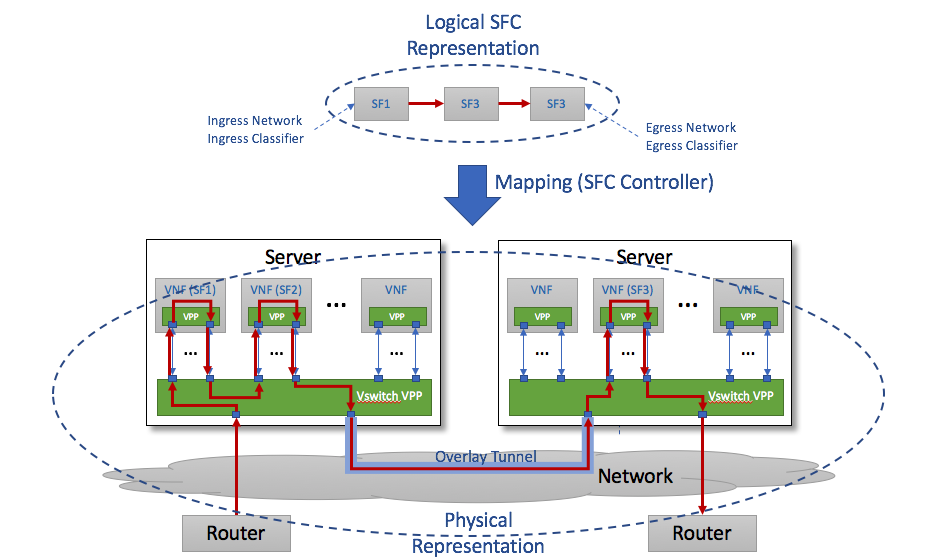 Logical SFC
Representation
SF1
SF3
SF3
Ingress Network
Ingress Classifier
Egress Network
Egress Classifier
Mapping (SFC Controller)
Server
Server
VNF (SF1)
VNF (SF2)
...
VNF
VNF
VNF (SF3)
...
VNF
VPP
VPP
VPP
VPP
VPP
VPP
...
...
...
...
...
...
Vswitch VPP
Vswitch VPP
Overlay Tunnel
Network
Router
Physical
Representation
Router